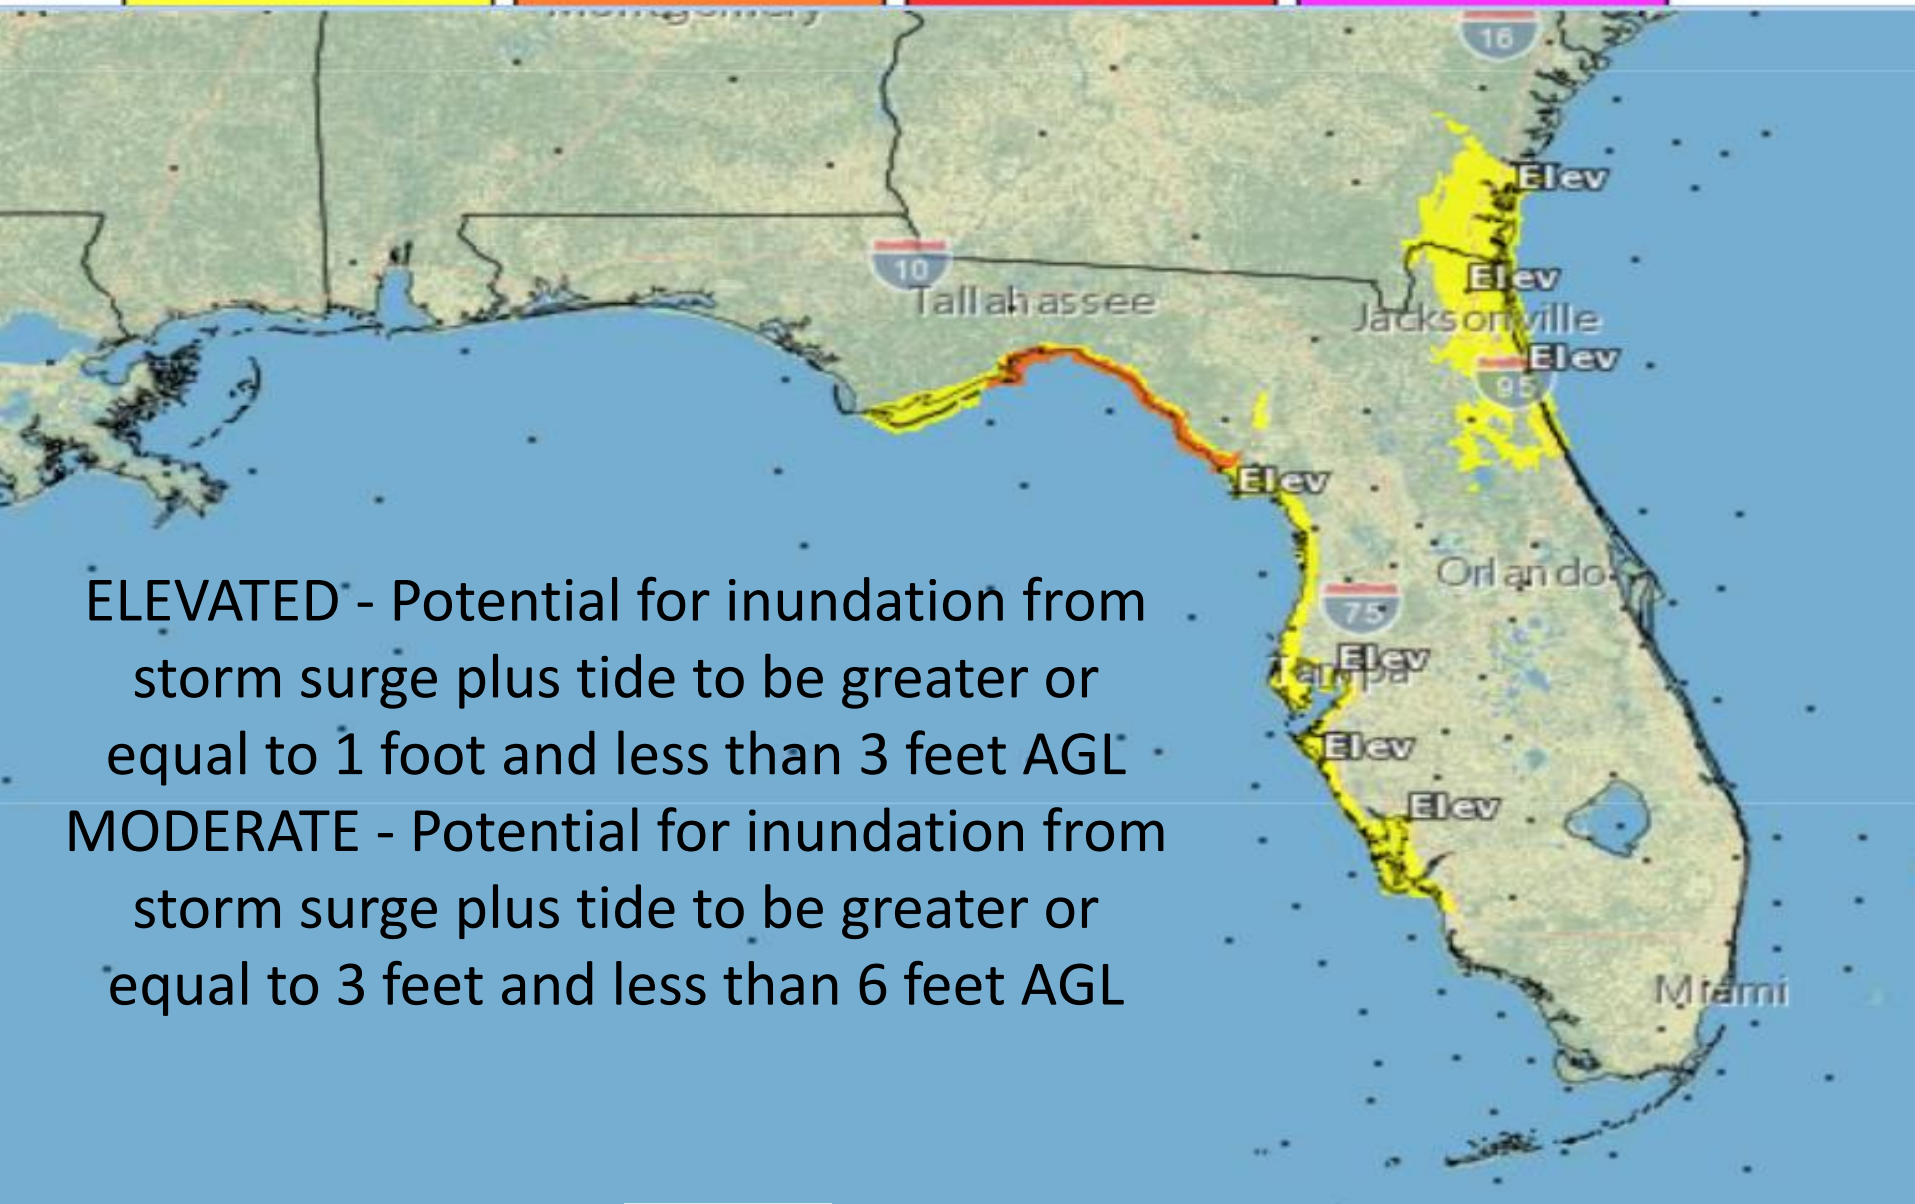 Montgomery
16
Elev
10
Elev
Tallahassee
Jacksonville
Elev
95
Elev
Orlando
75
ELEVATED - Potential for inundation from
storm surge plus tide to be greater or
equal to 1 foot and less than 3 feet AGL
MODERATE - Potential for inundation from
storm surge plus tide to be greater or
equal to 3 feet and less than 6 feet AGL
Elev
Tampa
Elev
Elev
Miami